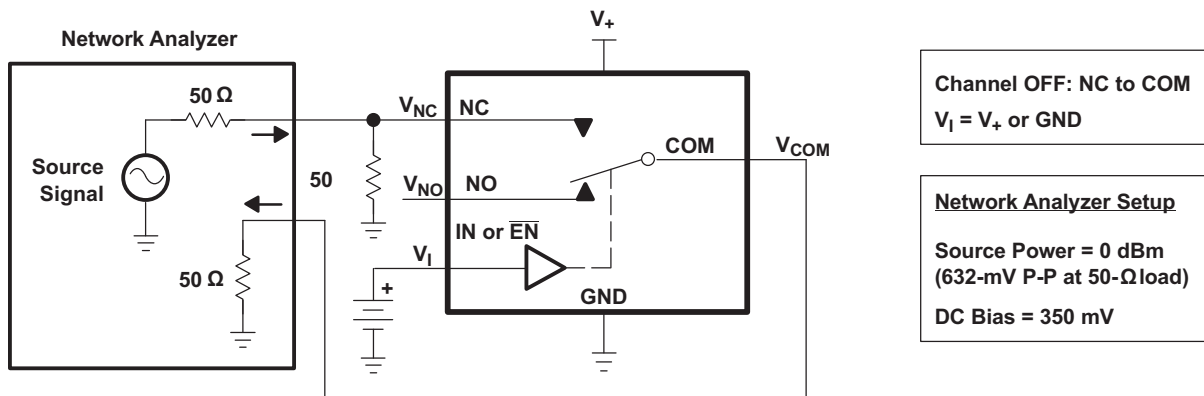 V+
Network Analyzer
50 Ω
Source
Signal
50 Ω
50
VNC
NC
VNO
NO
COM
VCOM
IN or E̅N̅
VI
+
GND
Channel OFF: NC to COM
VI = V+ or GND
Network Analyzer Setup
Source Power = 0 dBm
(632-mV P-P at 50-Ω load)
DC Bias = 350 mV